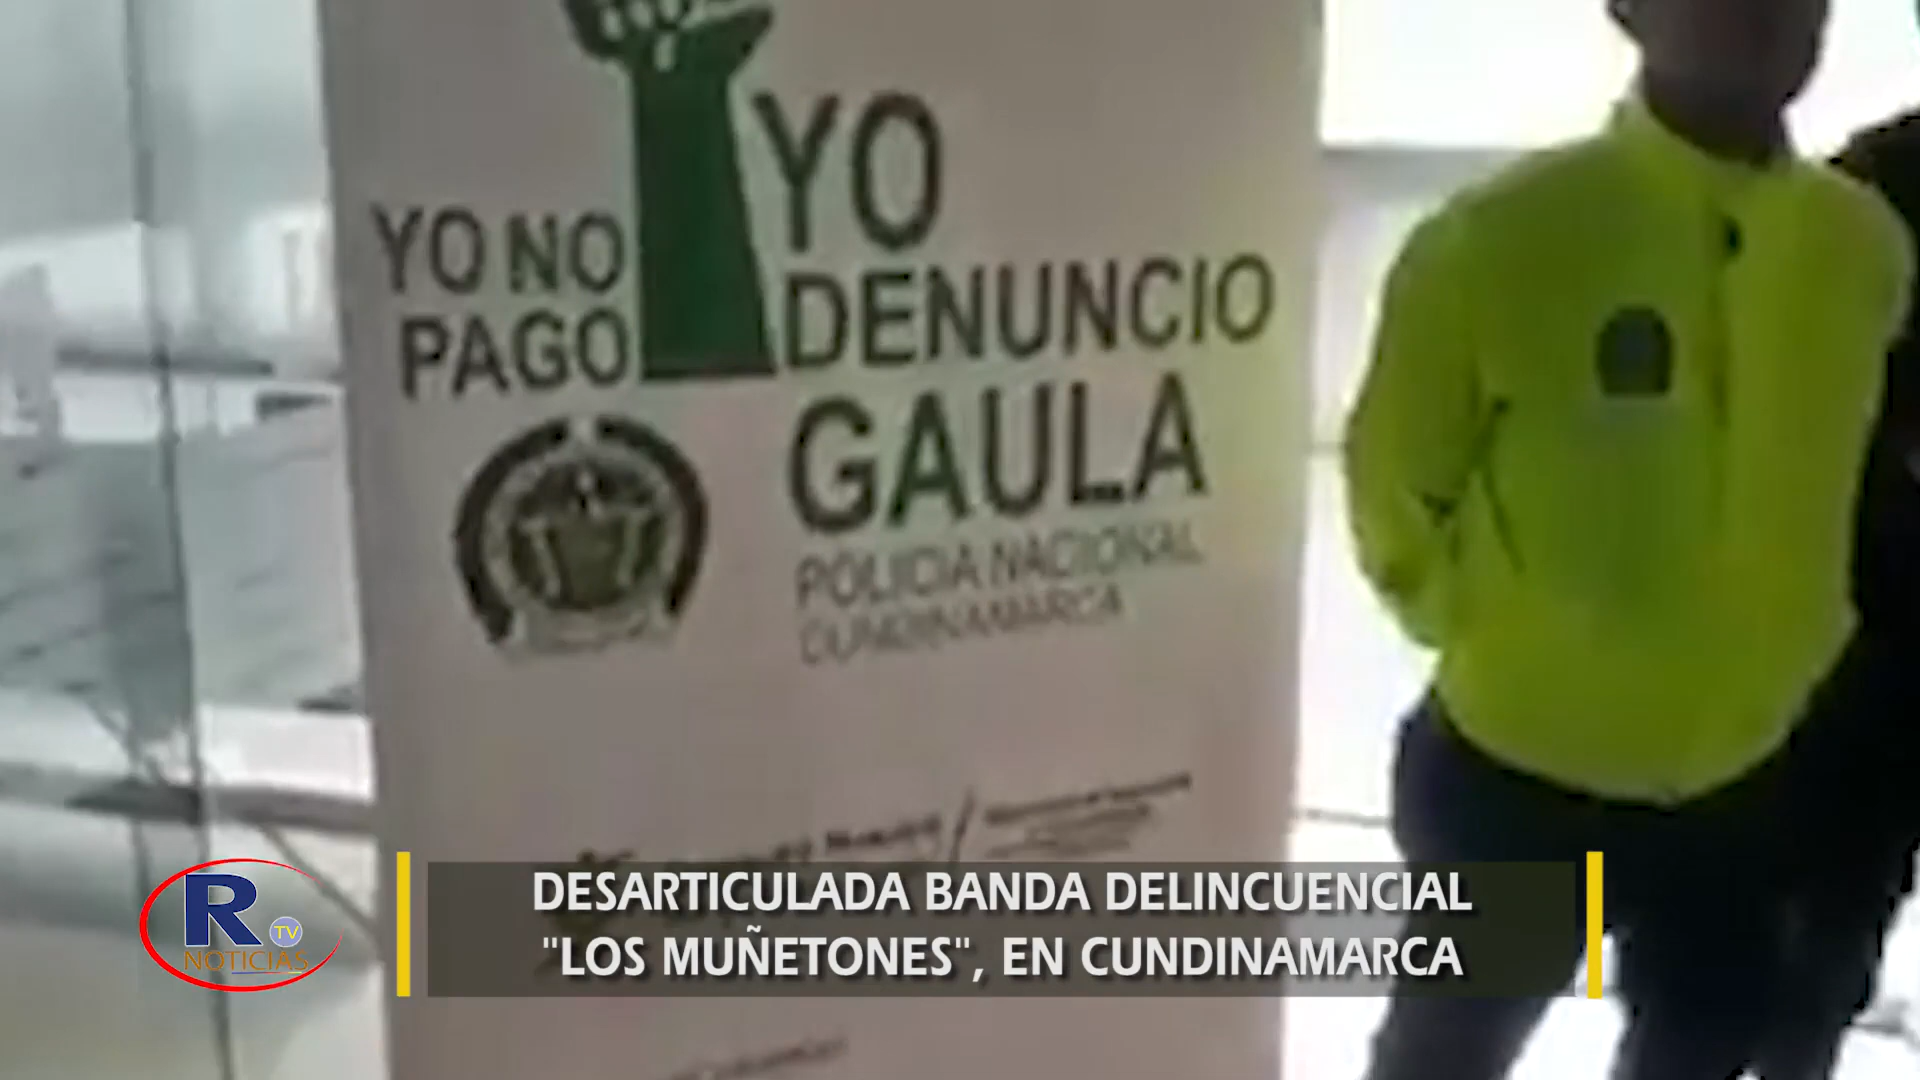 YO NO
PAGO
YO
DENUNCIO
GAULA
POLICIA NACIONAL
CUNDINAMARCA
R TV
NOTICIAS
DESARTICULADA BANDA DELINCUENCIAL
"LOS MUÑETONES", EN CUNDINAMARCA